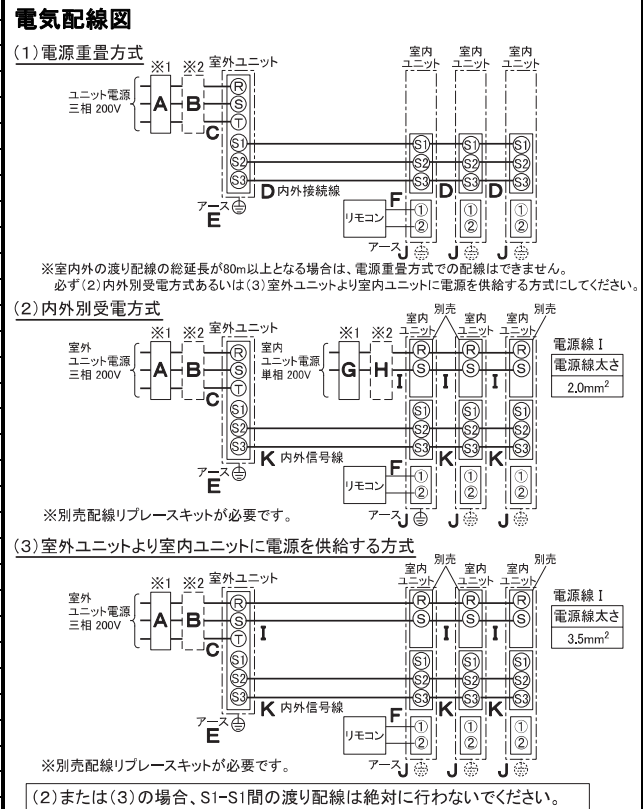 電気配線図
(1)電源重畳方式
※1 ※2 室外ユニット
室内ユニット 室内ユニット 室内ユニット
ユニット電源
三相 200V
A B C
R
S
T
S1 S1 S1 S1
S2 S2 S2 S2
S3 S3 S3 S3
D 内外接続線 F D D
アース
E
リモコン
① ① ①
② ② ②
アース J J J
※室内外の渡り配線の総延長が80m以上となる場合は、電源重畳方式での配線はできません。
必ず(2)内外別受電方式あるいは(3)室外ユニットより室内ユニットに電源を供給する方式にしてください。
(2)内外別受電方式
※1 ※2 室外ユニット
※1 ※2 室内ユニット 別売 室内ユニット 室内ユニット 別売
室外
ユニット電源
三相 200V
A B C
室内
ユニット電源
単相 200V
G H I I I
R R R R
S S S S
T
電源線 I
電源線太さ
2.0mm²
S1 S1 S1 S1
S2 S2 S2 S2
S3 S3 S3 S3
K 内外信号線 F K K
アース
E
リモコン
① ① ①
② ② ②
アース J J J
※別売配線リプレースキットが必要です。
(3)室外ユニットより室内ユニットに電源を供給する方式
※1 ※2 室外ユニット
室内ユニット 別売 室内ユニット 室内ユニット 別売
室外
ユニット電源
三相 200V
A B C
R R R R
S S S S
T
I I I
電源線 I
電源線太さ
3.5mm²
S1 S1 S1 S1
S2 S2 S2 S2
S3 S3 S3 S3
K 内外信号線 F K K
アース
E
リモコン
① ① ①
② ② ②
アース J J J
※別売配線リプレースキットが必要です。
(2)または(3)の場合、S1-S1間の渡り配線は絶対に行わないでください。